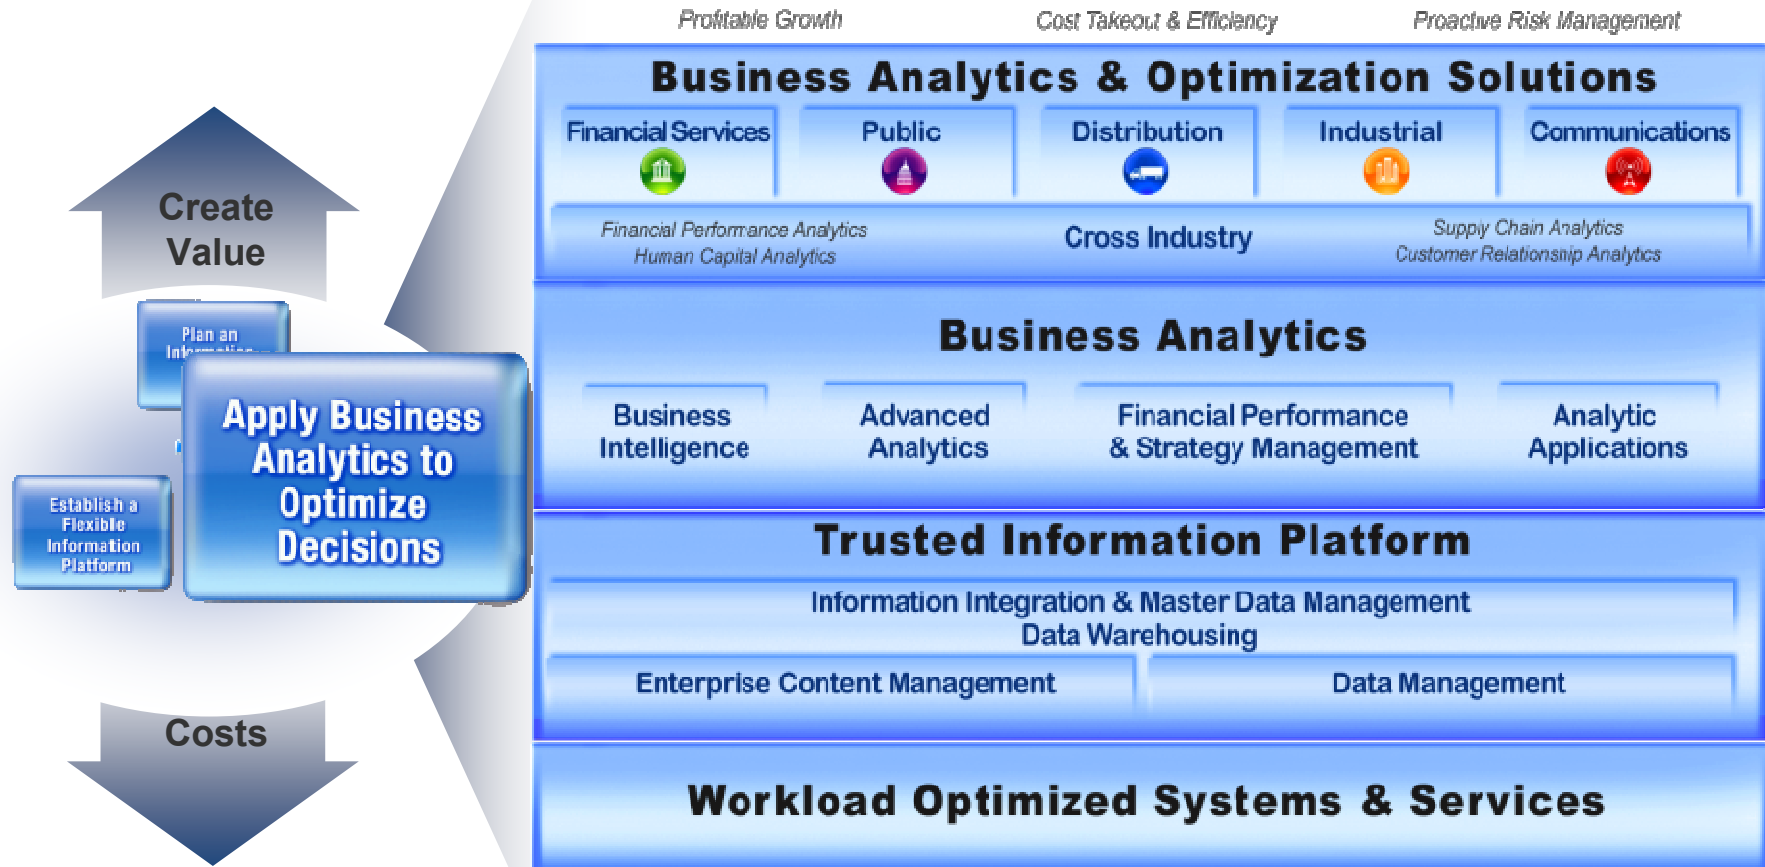 Profitable Growth
Cost Takeout & Efficiency
Proactive Risk Management
Business Analytics & Optimization Solutions
Financial Services
Public
Distribution
Industrial
Communications
Financial Performance Analytics
Human Capital Analytics
Cross Industry
Supply Chain Analytics
Customer Relationship Analytics
Business Analytics
Business
Intelligence
Advanced
Analytics
Financial Performance
& Strategy Management
Analytic
Applications
Trusted Information Platform
Information Integration & Master Data Management
Data Warehousing
Enterprise Content Management
Data Management
Workload Optimized Systems & Services
Create
Value
Plan an
Information
Apply Business
Analytics to
Optimize
Decisions
Establish a
Flexible
Information
Platform
Costs